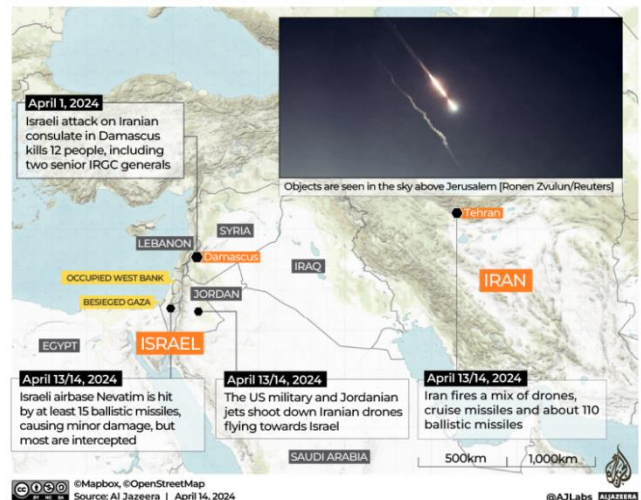 April 1, 2024
Israeli attack on Iranian
consulate in Damascus
kills 12 people, including
two senior IRGC generals
Objects are seen in the sky above Jerusalem [Ronen Zvulun/Reuters]
Tehran
SYRIA
LEBANON
Damascus
IRAQ
OCCUPIED WEST BANK
IRAN
JORDAN
BESIEGED GAZA
EGYPT
ISRAEL
April 13/14, 2024
Israeli airbase Nevatim is hit
by at least 15 ballistic missiles,
causing minor damage, but
most are intercepted
April 13/14, 2024
The US military and Jordanian
jets shoot down Iranian drones
flying towards Israel
April 13/14, 2024
Iran fires a mix of drones,
cruise missiles and about 110
ballistic missiles
SAUDI ARABIA
500km
1,000km
©Mapbox, ©OpenStreetMap
Source: Al Jazeera | April 14, 2024
@AJLabs
ALJAZEERA